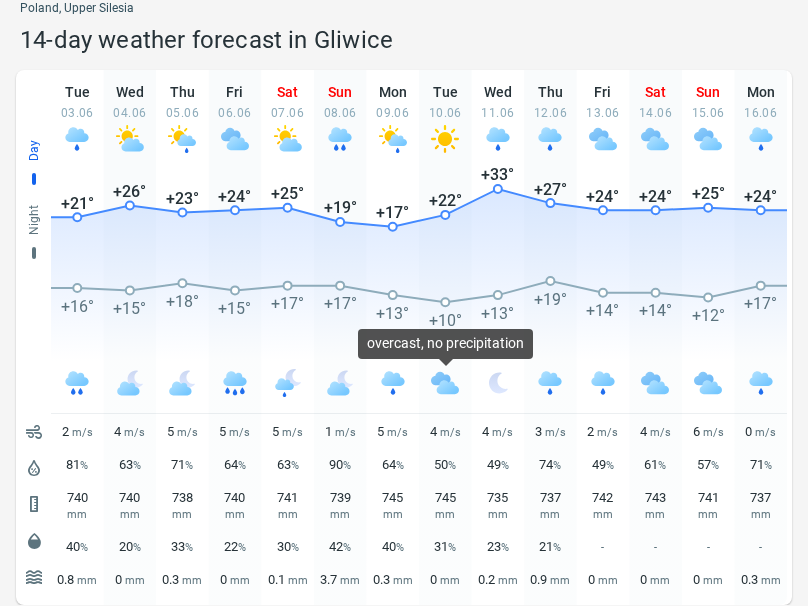 Poland, Upper Silesia
14-day weather forecast in Gliwice
Tue Wed Thu Fri Sat Sun Mon Tue Wed Thu Fri Sat Sun Mon
03.06 04.06 05.06 06.06 07.06 08.06 09.06 10.06 11.06 12.06 13.06 14.06 15.06 16.06
Day
+21° +26° +23° +24° +25° +19° +17° +22° +33° +27° +24° +24° +25° +24°
Night
+16° +15° +18° +15° +17° +17° +13° +10° +13° +19° +14° +14° +12° +17°
overcast, no precipitation
2 m/s 4 m/s 5 m/s 5 m/s 5 m/s 1 m/s 5 m/s 4 m/s 4 m/s 3 m/s 2 m/s 4 m/s 6 m/s 0 m/s
81% 63% 71% 64% 63% 90% 64% 50% 49% 74% 49% 61% 57% 71%
740 740 738 740 741 739 745 745 735 737 742 743 741 737
mm mm mm mm mm mm mm mm mm mm mm mm mm mm
40% 20% 33% 22% 30% 42% 40% 31% 23% 21% - - - -
0.8 mm 0 mm 0.3 mm 0 mm 0.1 mm 3.7 mm 0.3 mm 0 mm 0.2 mm 0.9 mm 0 mm 0 mm 0 mm 0.3 mm